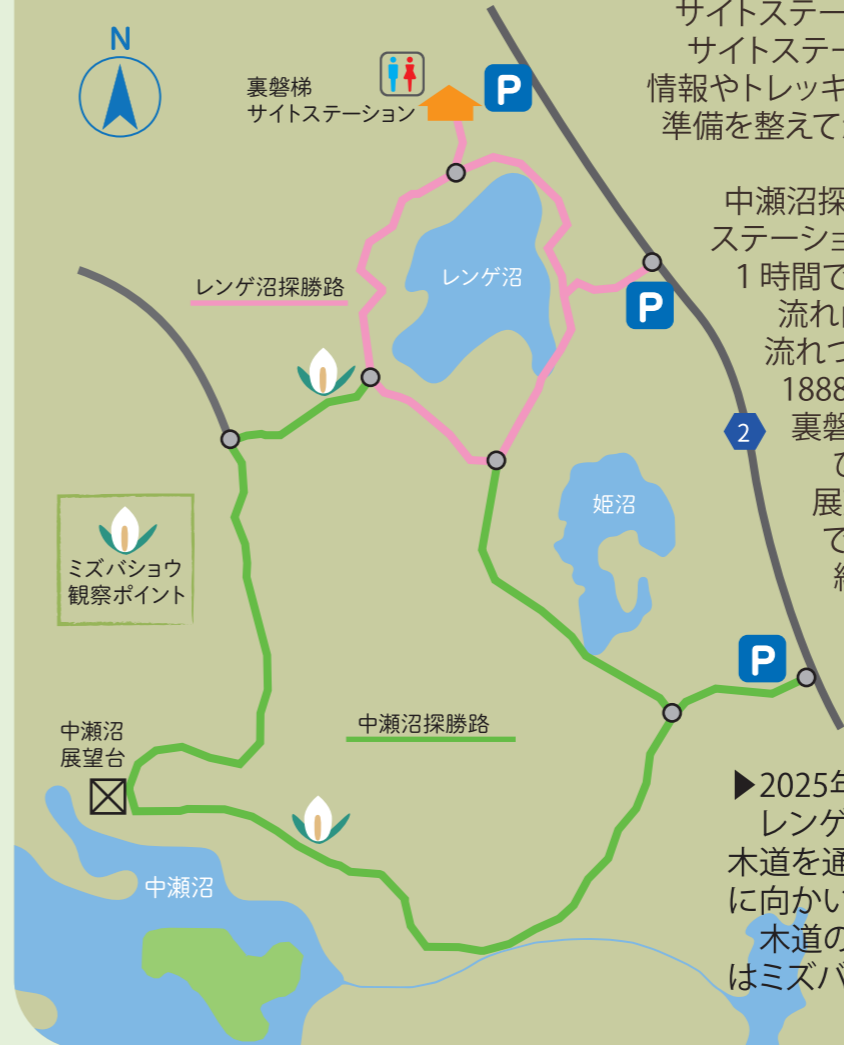 N
裏磐梯
サイトステーション
P
レンゲ沼探勝路
レンゲ沼
P
2
姫沼
ミズバショウ
観察ポイント
P
中瀬沼探勝路
中瀬沼
展望台
中瀬沼
サイトステー
サイトステー
情報やトレッキ
準備を整えて
中瀬沼探
ステーショ
1時間で
流れ
流れつ
1888
裏磐
で
展
で
▶2025年
レンゲ
木道を通
に向かい
木道の
はミズバ